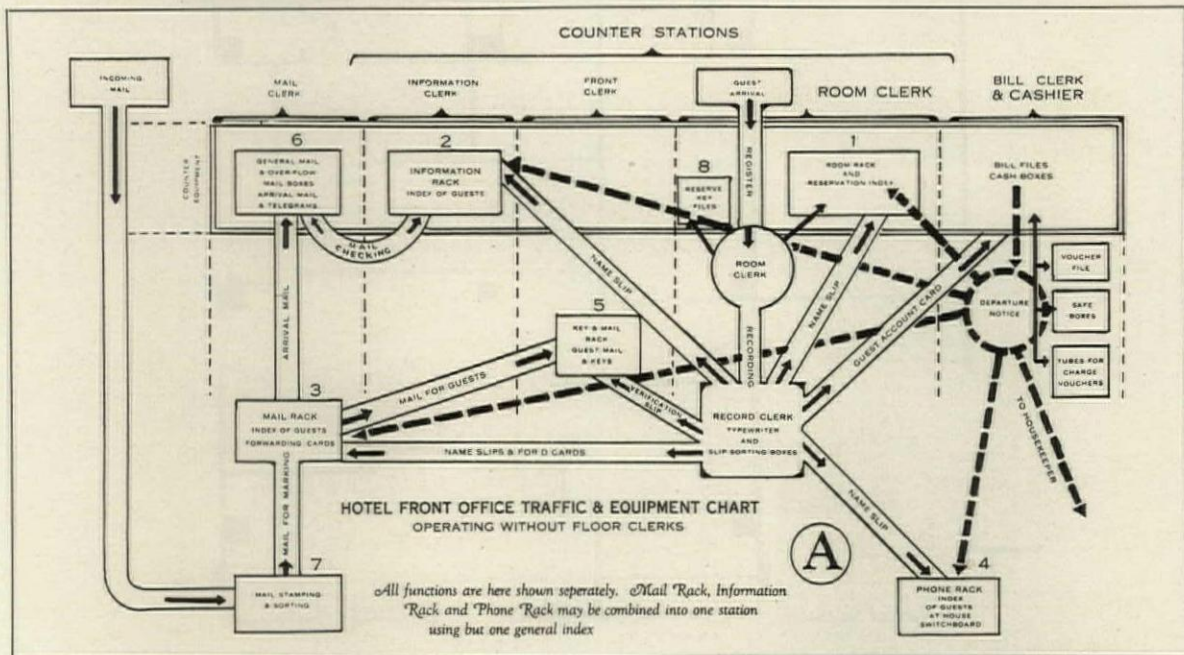 COUNTER STATIONS
INCOMING
MAIL
MAIL
CLERK
INFORMATION
CLERK
FRONT
CLERK
GUEST
ARRIVAL
ROOM CLERK
BILL CLERK
& CASHIER
COUNTER
EQUIPMENT
6
GENERAL MAIL
& OVER-FLOW
MAIL BOXES
ARRIVAL MAIL
& TELEGRAMS
2
INFORMATION
RACK
INDEX OF GUESTS
8
RESERVE
KEY
FILES
REGISTER
1
ROOM RACK
AND
RESERVATION INDEX
BILL FILES
CASH BOXES
MAIL
CHECKING
NAME SLIP
ROOM
CLERK
NAME SLIP
GUEST ACCOUNT CARD
DEPARTURE
NOTICE
VOUCHER
FILE
SAFE
BOXES
TUBES FOR
CHARGE
VOUCHERS
ARRIVAL MAIL
5
KEY & MAIL
RACK
GUEST MAIL
& KEYS
RECORDING
MAIL FOR GUESTS
VERIFICATION
SLIP
3
MAIL RACK
INDEX OF GUESTS
FORWARDING CARDS
RECORD CLERK
TYPEWRITER
AND
SLIP SORTING BOXES
TO HOUSEKEEPER
NAME SLIPS & FOR'D CARDS
NAME SLIP
MAIL FOR MARKING
HOTEL FRONT OFFICE TRAFFIC & EQUIPMENT CHART
OPERATING WITHOUT FLOOR CLERKS
A
7
MAIL STAMPING
& SORTING
All functions are here shown seperately. Mail Rack, Information
Rack and Phone Rack may be combined into one station
using but one general index
4
PHONE RACK
INDEX
OF GUESTS
AT HOUSE
SWITCHBOARD